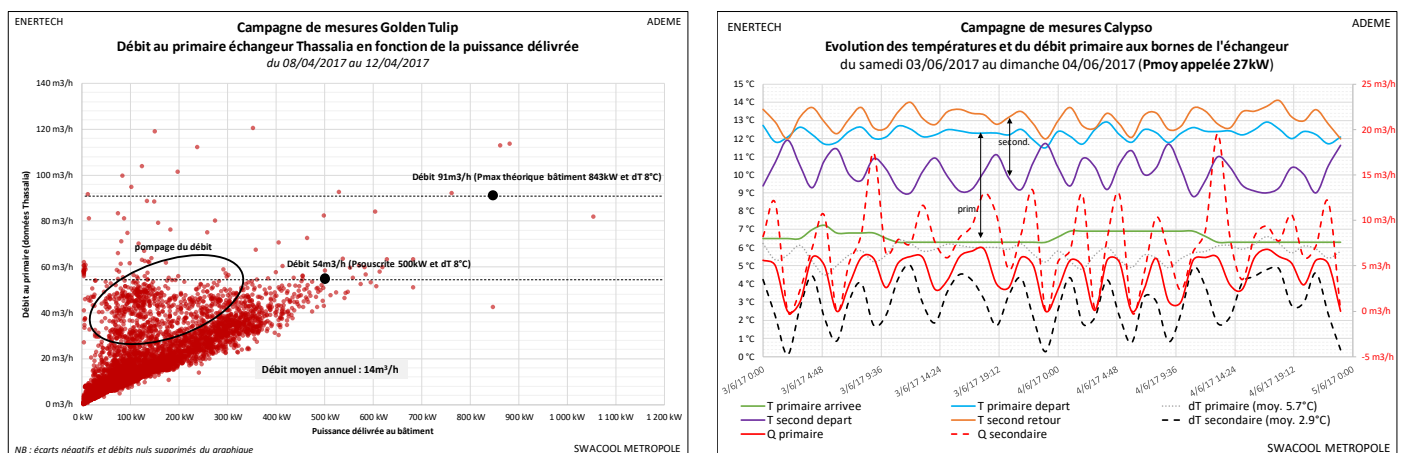 ENERTECH
ADEME
Campagne de mesures Golden Tulip
Débit au primaire échangeur Thassalia en fonction de la puissance délivrée
du 08/04/2017 au 12/04/2017
140 m3/h
120 m3/h
100 m3/h
80 m3/h
60 m3/h
40 m3/h
20 m3/h
0 m3/h
Débit au primaire (données Thassalia)
Débit 91m3/h (Pmax théorique bâtiment 843kW et dT 8°C)
pompage du débit
Débit 54m3/h (Psouscrite 500kW et dT 8°C)
Débit moyen annuel : 14m³/h
0 kW
100 kW
200 kW
300 kW
400 kW
500 kW
600 kW
700 kW
800 kW
900 kW
1 000 kW
1 100 kW
1 200 kW
Puissance délivrée au bâtiment
NB : écarts négatifs et débits nuls supprimés du graphique
SWACOOL METROPOLE
ENERTECH
ADEME
Campagne de mesures Calypso
Evolution des températures et du débit primaire aux bornes de l'échangeur
du samedi 03/06/2017 au dimanche 04/06/2017 (Pmoy appelée 27kW)
15 °C
14 °C
13 °C
12 °C
11 °C
10 °C
9 °C
8 °C
7 °C
6 °C
5 °C
4 °C
3 °C
2 °C
1 °C
0 °C
25 m3/h
20 m3/h
15 m3/h
10 m3/h
5 m3/h
0 m3/h
-5 m3/h
second.
prim.
3/6/17 0:00
3/6/17 4:48
3/6/17 9:36
3/6/17 14:24
3/6/17 19:12
4/6/17 0:00
4/6/17 4:48
4/6/17 9:36
4/6/17 14:24
4/6/17 19:12
5/6/17 0:00
T primaire arrivee
T primaire depart
dT primaire (moy. 5.7°C)
T second depart
T second retour
dT secondaire (moy. 2.9°C)
Q primaire
Q secondaire
SWACOOL METROPOLE